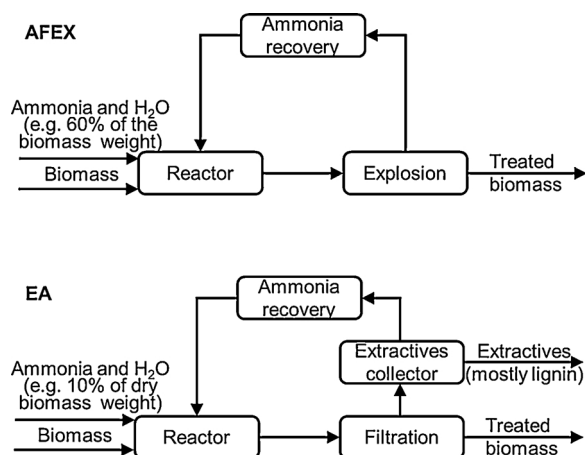 AFEX
Ammonia
recovery
Ammonia and H₂O
(e.g. 60% of the
biomass weight)
Biomass
Reactor
Explosion
Treated
biomass
EA
Ammonia
recovery
Ammonia and H₂O
(e.g. 10% of dry
biomass weight)
Extractives
collector
Extractives
(mostly lignin)
Biomass
Reactor
Filtration
Treated
biomass